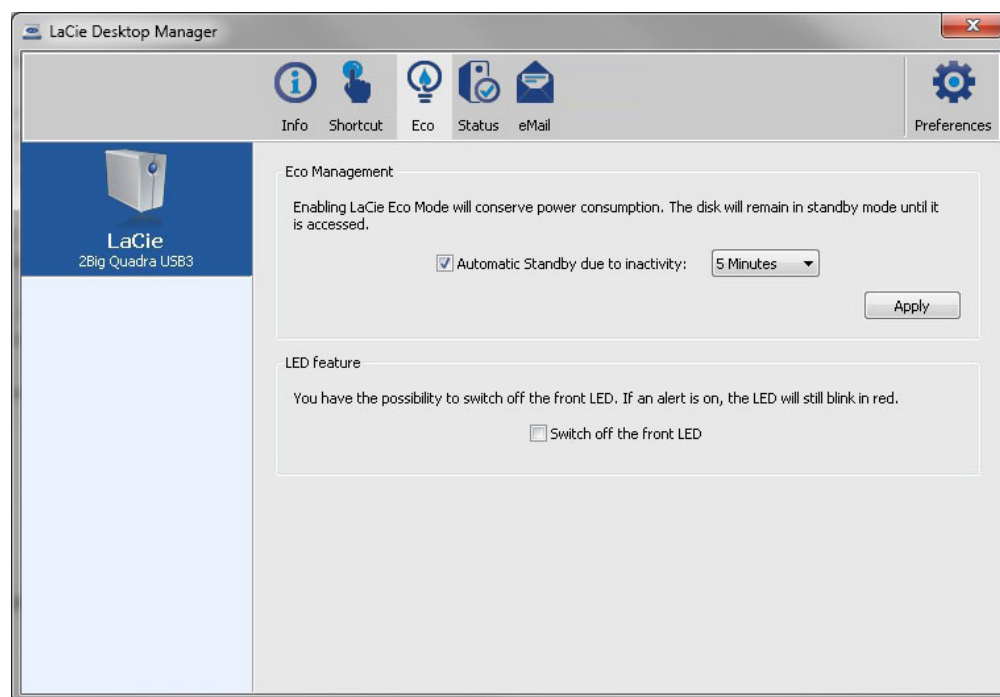 LaCie Desktop Manager
Info Shortcut Eco Status eMail Preferences
LaCie
2Big Quadra USB3
Eco Management
Enabling LaCie Eco Mode will conserve power consumption. The disk will remain in standby mode until it
is accessed.
Automatic Standby due to inactivity: 5 Minutes
Apply
LED feature
You have the possibility to switch off the front LED. If an alert is on, the LED will still blink in red.
Switch off the front LED